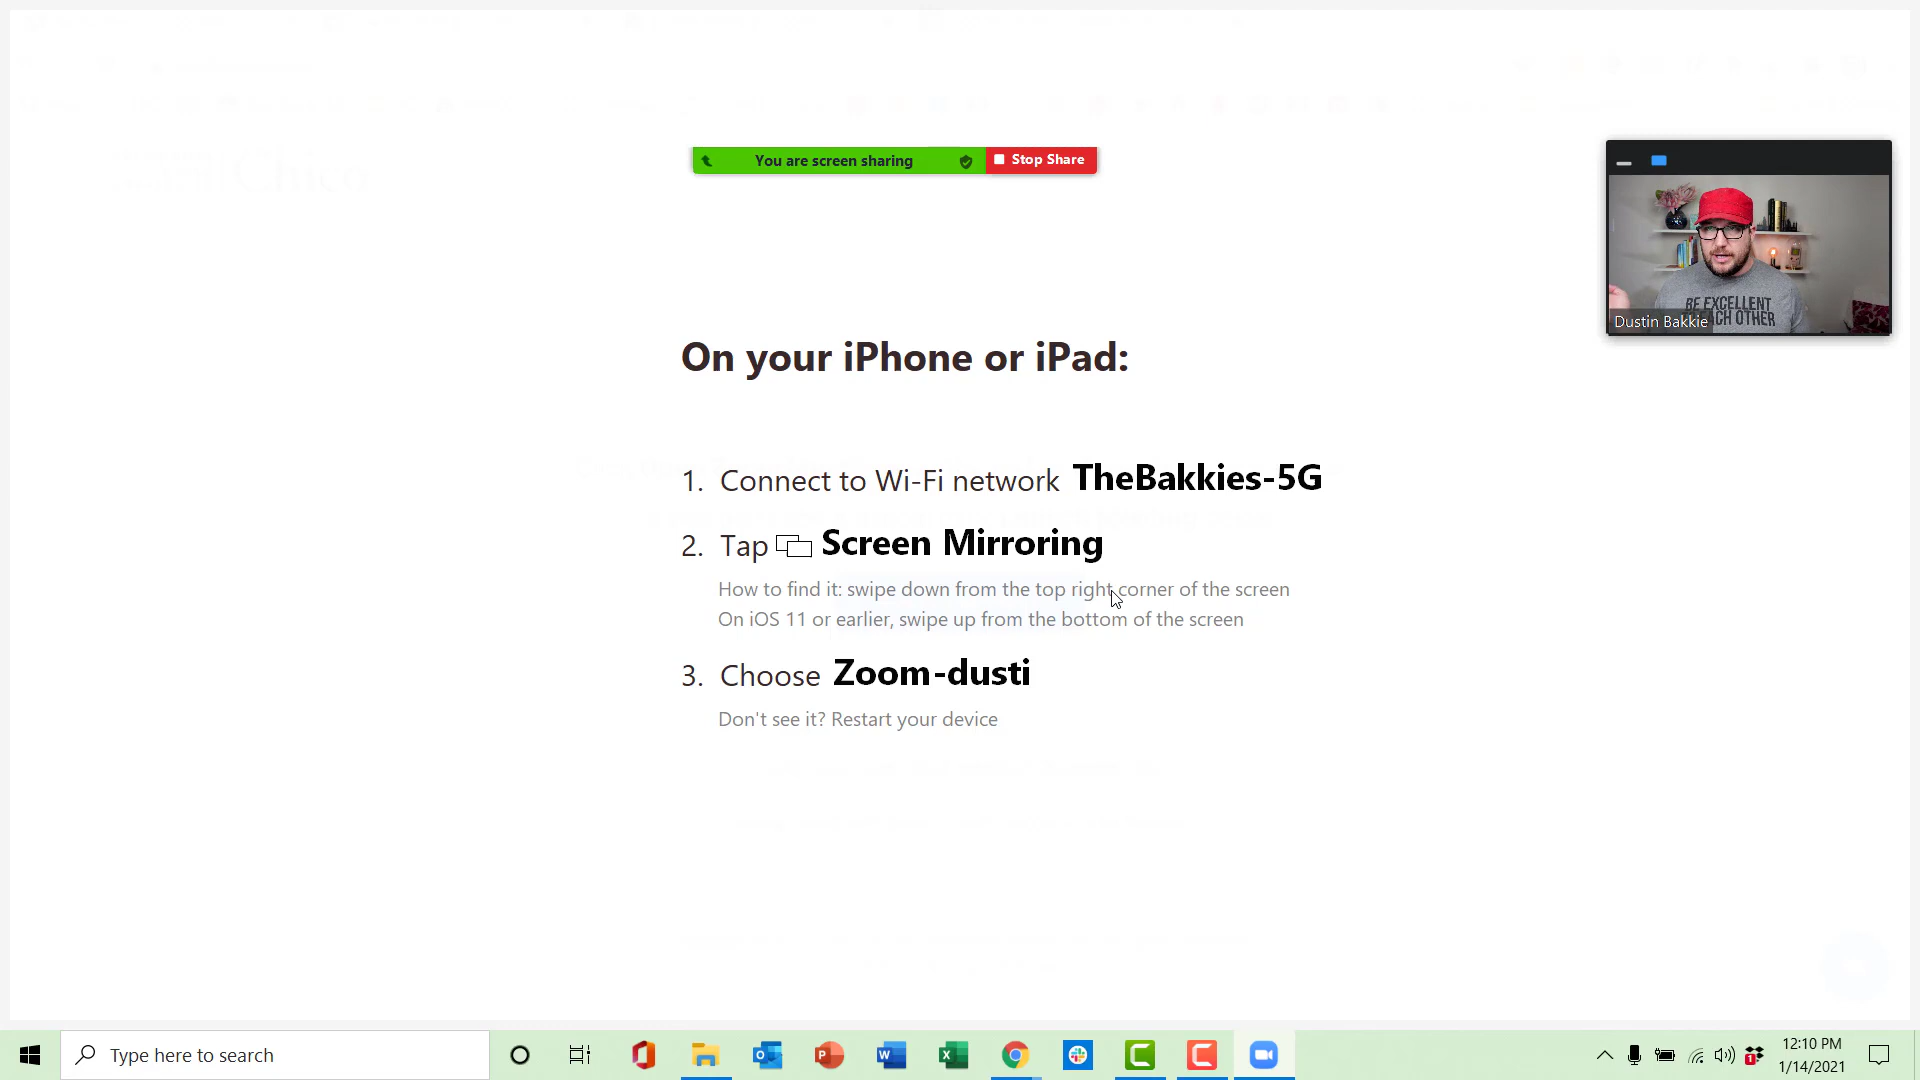 You are screen sharing
Stop Share
BE EXCELLENT
EACH OTHER
Dustin Bakkie
On your iPhone or iPad:
1. Connect to Wi-Fi network TheBakkies-5G
2. Tap Screen Mirroring
How to find it: swipe down from the top right corner of the screen
On iOS 11 or earlier, swipe up from the bottom of the screen
3. Choose Zoom-dusti
Don't see it? Restart your device
Type here to search
12:10 PM
1/14/2021